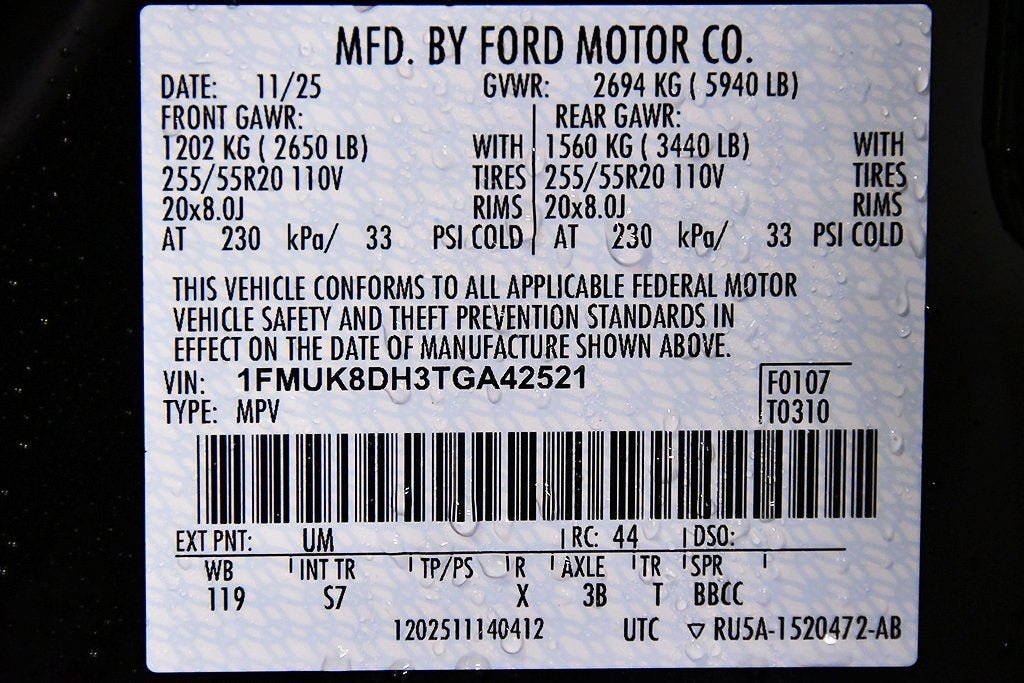 MFD. BY FORD MOTOR CO.
DATE: 11/25 GVWR: 2694 KG ( 5940 LB)
FRONT GAWR: REAR GAWR:
1202 KG ( 2650 LB) WITH 1560 KG ( 3440 LB) WITH
255/55R20 110V TIRES 255/55R20 110V TIRES
20x8.0J RIMS 20x8.0J RIMS
AT 230 kPa/ 33 PSI COLD AT 230 kPa/ 33 PSI COLD
THIS VEHICLE CONFORMS TO ALL APPLICABLE FEDERAL MOTOR
VEHICLE SAFETY AND THEFT PREVENTION STANDARDS IN
EFFECT ON THE DATE OF MANUFACTURE SHOWN ABOVE.
VIN: 1FMUK8DH3TGA42521 F0107
TYPE: MPV T0310
EXT PNT: UM RC: 44 DSO:
WB INT TR TP/PS R AXLE TR SPR
119 S7 X 3B T BBCC
1202511140412 UTC ▽ RU5A-1520472-AB